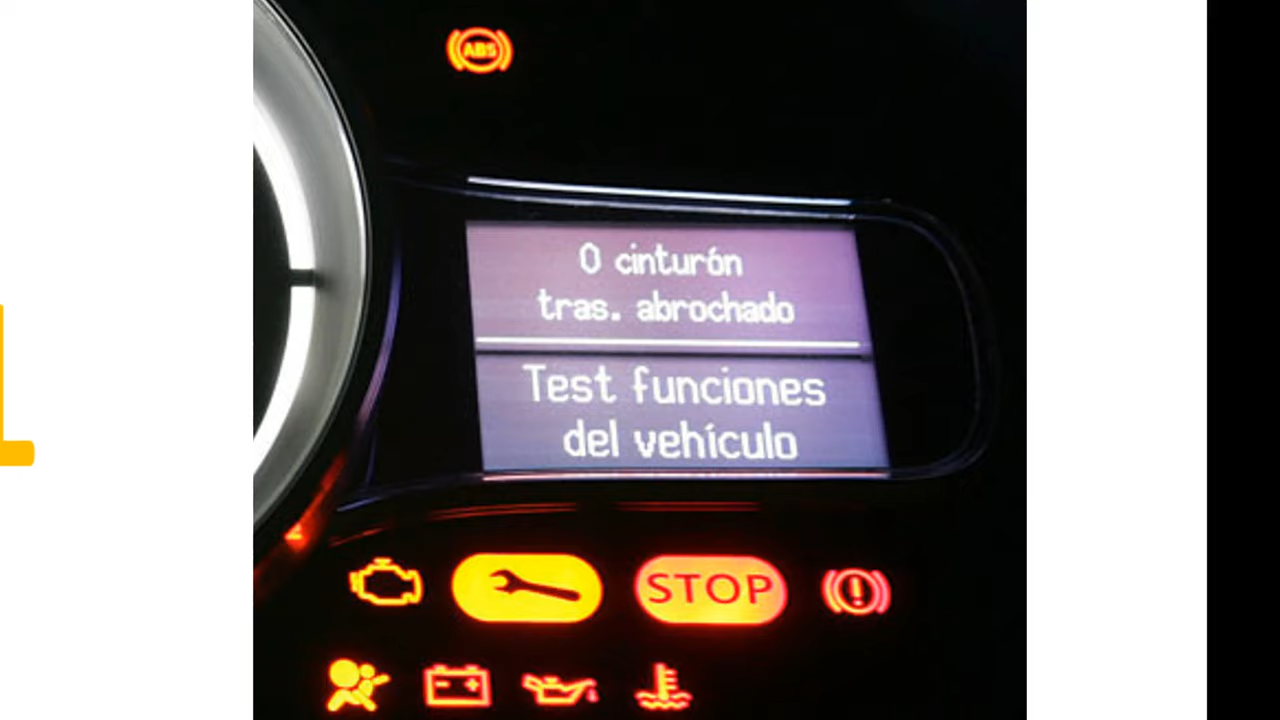 ABS
0 cinturón
tras. abrochado
Test funciones
del vehículo
STOP